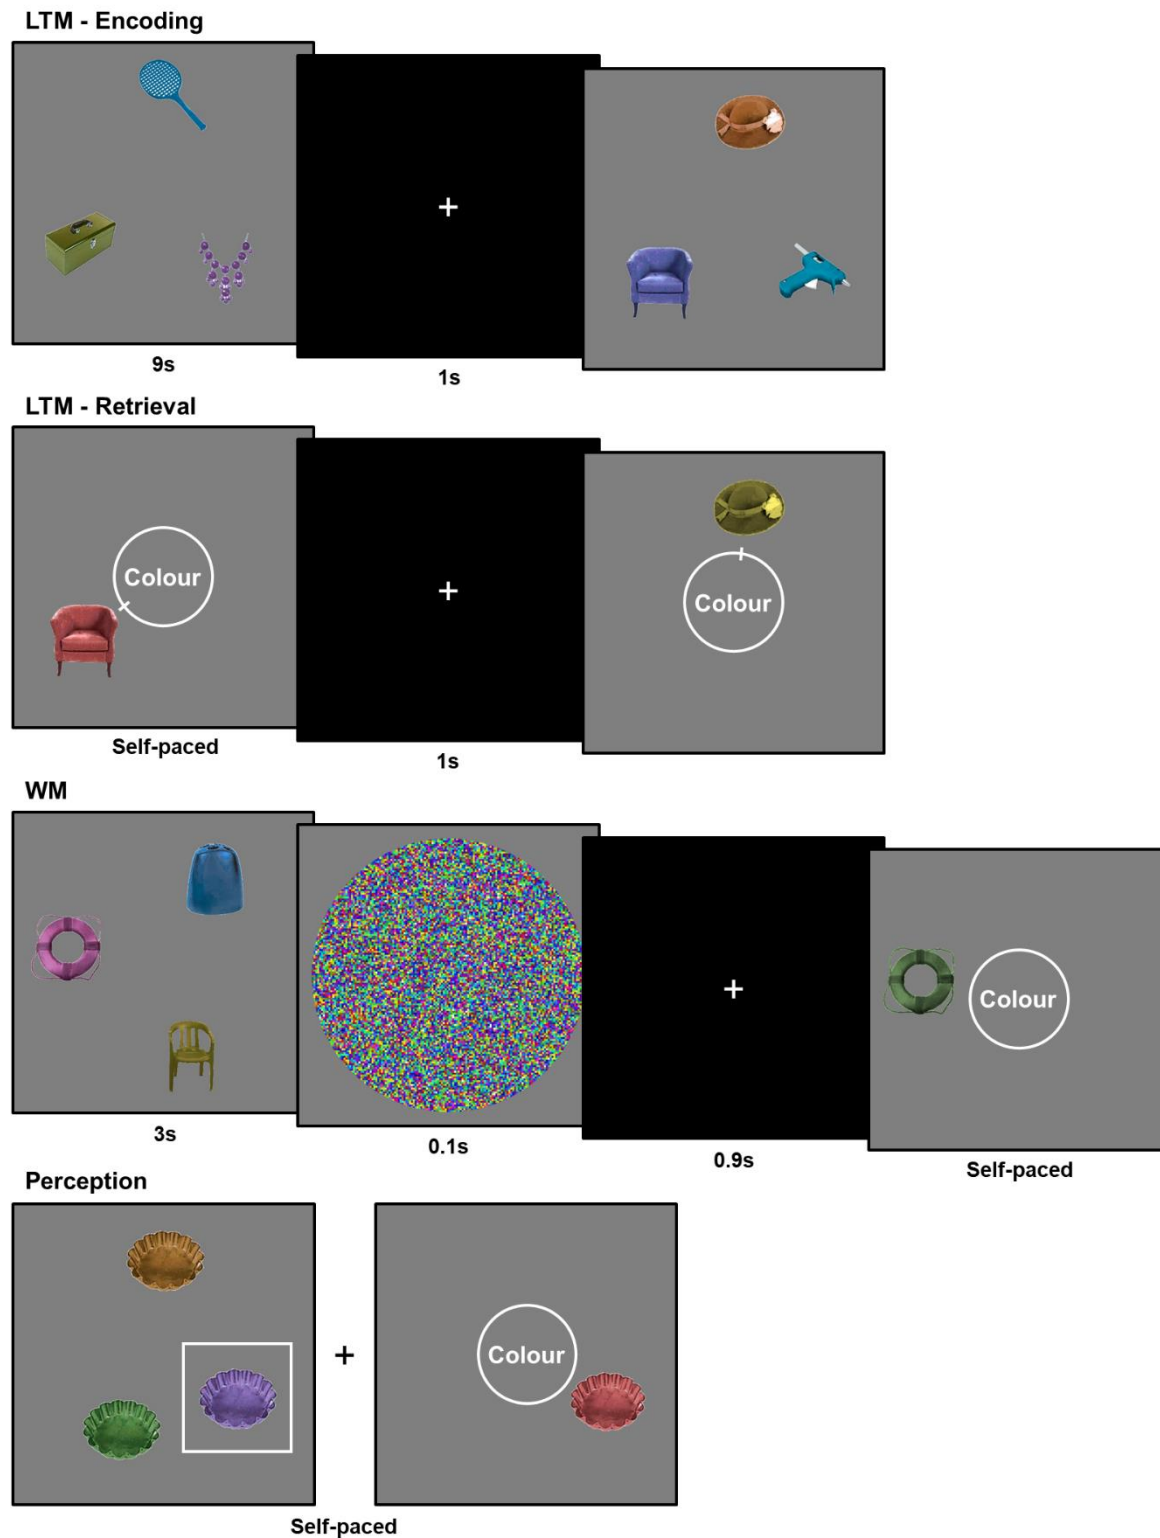 LTM - Encoding
+
9s
1s
LTM - Retrieval
Colour
+
Colour
Self-paced
1s
WM
+
Colour
3s
0.1s
0.9s
Self-paced
Perception
+
Colour
Self-paced